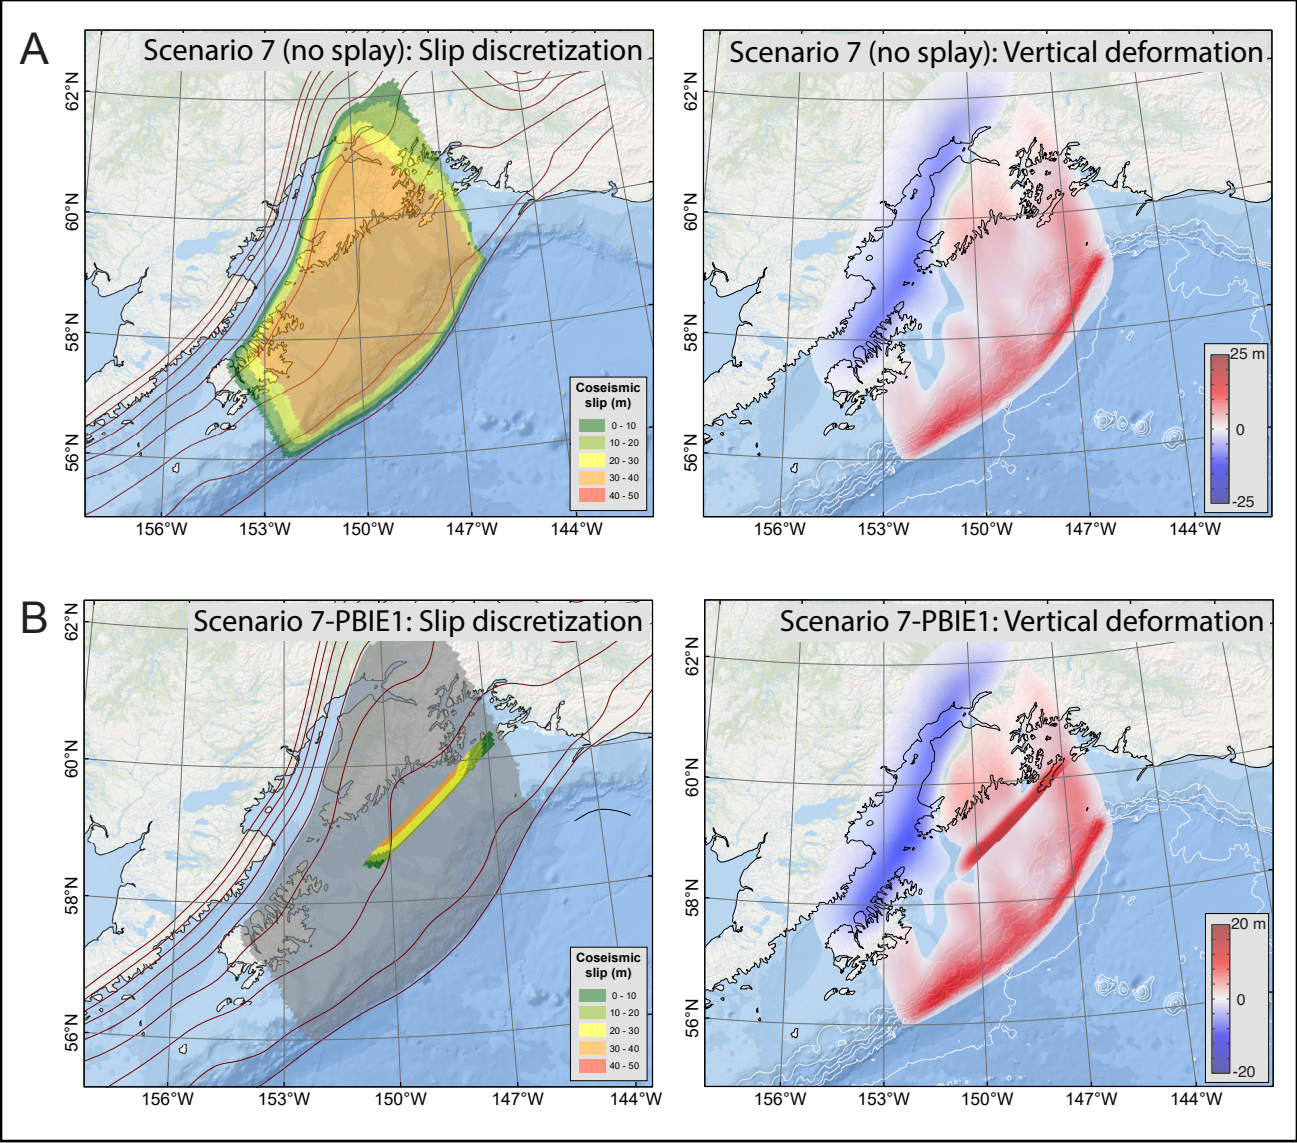 A
Scenario 7 (no splay): Slip discretization
62°N
60°N
58°N
56°N
156°W
153°W
150°W
147°W
144°W
Coseismic
slip (m)
0 - 10
10 - 20
20 - 30
30 - 40
40 - 50
Scenario 7 (no splay): Vertical deformation
62°N
60°N
58°N
56°N
156°W
153°W
150°W
147°W
144°W
25 m
0
-25
B
Scenario 7-PBIE1: Slip discretization
62°N
60°N
58°N
56°N
156°W
153°W
150°W
147°W
144°W
Coseismic
slip (m)
0 - 10
10 - 20
20 - 30
30 - 40
40 - 50
Scenario 7-PBIE1: Vertical deformation
62°N
60°N
58°N
56°N
156°W
153°W
150°W
147°W
144°W
20 m
0
-20